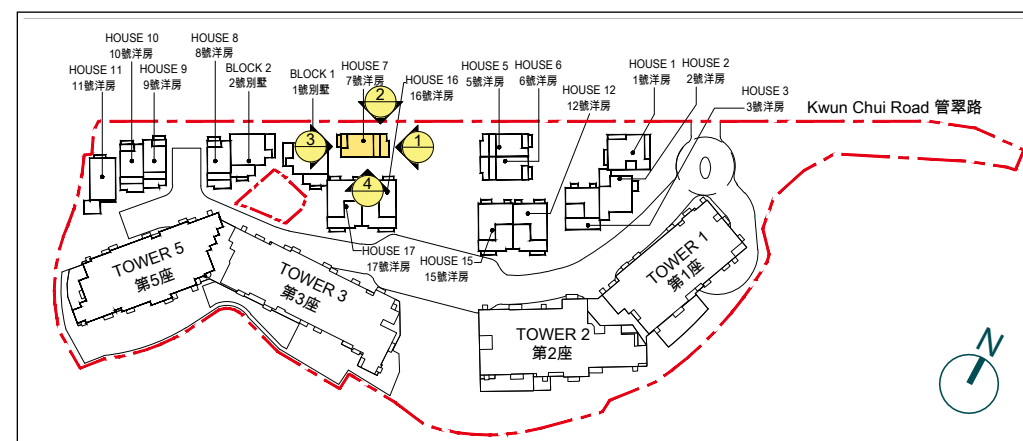 HOUSE 10
10號洋房
HOUSE 8
8號洋房
HOUSE 11
11號洋房
HOUSE 9
9號洋房
BLOCK 2
2號別墅
BLOCK 1
1號別墅
HOUSE 7
7號洋房
HOUSE 16
16號洋房
HOUSE 5
5號洋房
HOUSE 6
6號洋房
HOUSE 12
12號洋房
HOUSE 1
1號洋房
HOUSE 2
2號洋房
HOUSE 3
3號洋房
Kwun Chui Road 管翠路
2
3
1
4
HOUSE 17
17號洋房
HOUSE 15
15號洋房
TOWER 5
第5座
TOWER 3
第3座
TOWER 2
第2座
TOWER 1
第1座
N